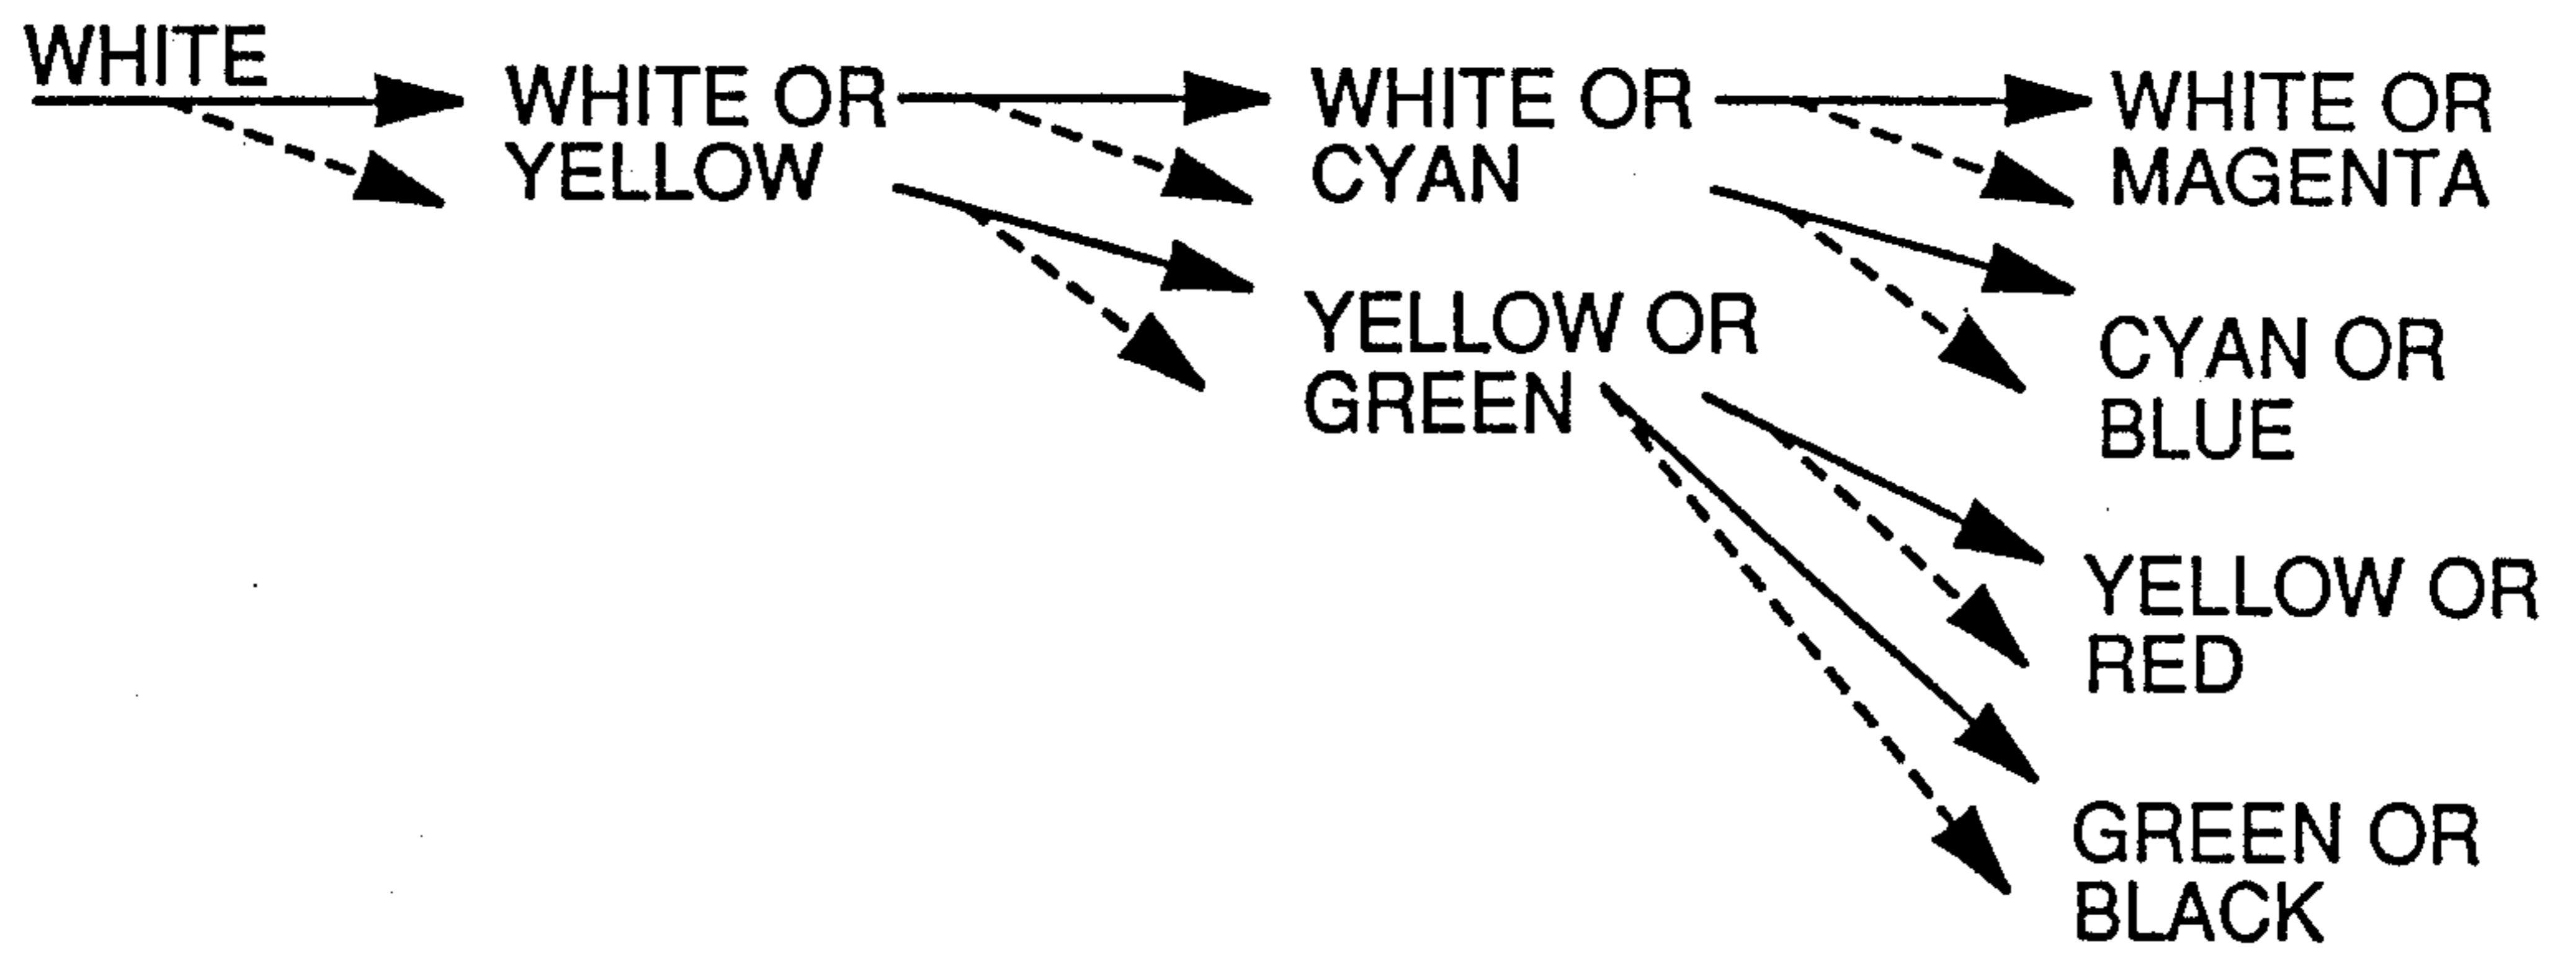 WHITE
WHITE OR
YELLOW
WHITE OR
CYAN
YELLOW OR
GREEN
WHITE OR
MAGENTA
CYAN OR
BLUE
YELLOW OR
RED
GREEN OR
BLACK